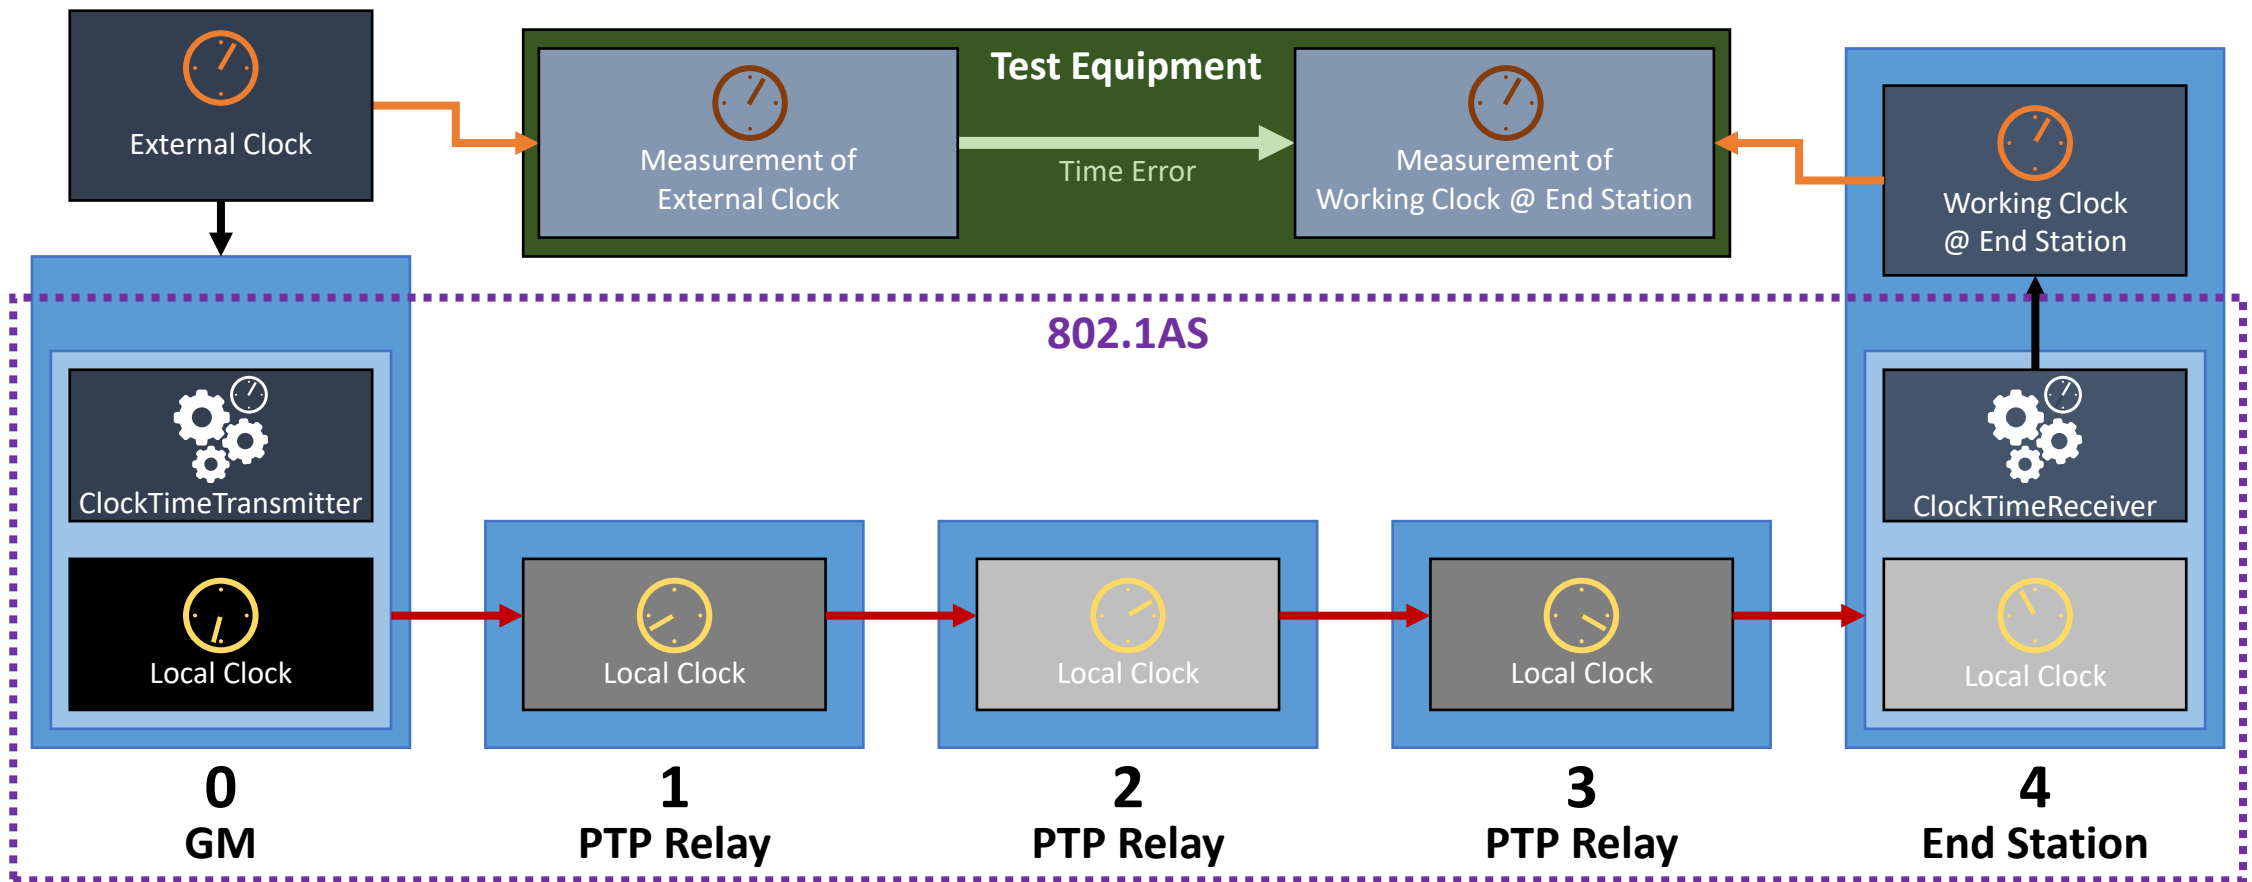 External Clock
Test Equipment
Measurement of
External Clock
Time Error
Measurement of
Working Clock @ End Station
Working Clock
@ End Station
802.1AS
ClockTimeTransmitter
Local Clock
Local Clock
Local Clock
Local Clock
ClockTimeReceiver
Local Clock
0
GM
1
PTP Relay
2
PTP Relay
3
PTP Relay
4
End Station